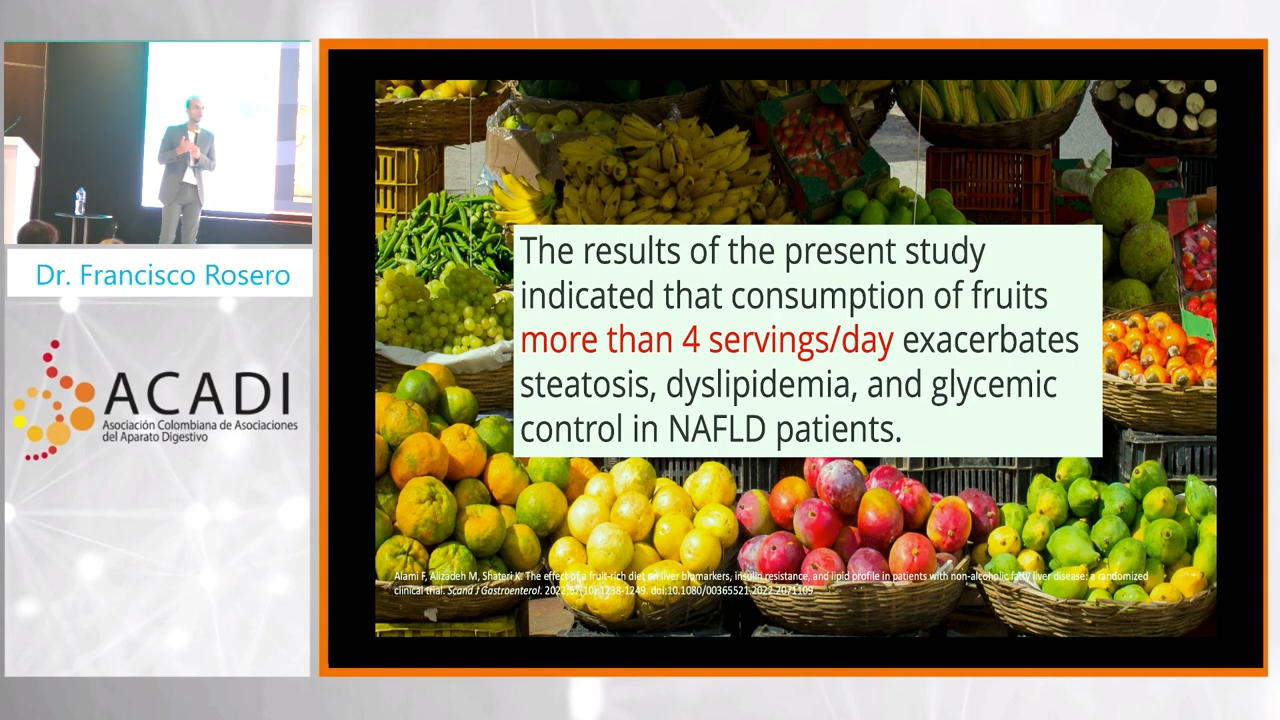 Dr. Francisco Rosero
ACADI
Asociación Colombiana de Asociaciones
del Aparato Digestivo
The results of the present study
indicated that consumption of fruits
more than 4 servings/day exacerbates
steatosis, dyslipidemia, and glycemic
control in NAFLD patients.
Alami F, Alizadeh M, Shateri K. The effect of a fruit-rich diet on liver biomarkers, insulin resistance, and lipid profile in patients with non-alcoholic fatty liver disease: a randomized
clinical trial. Scand J Gastroenterol. 2022;57(10):1238-1249. doi:10.1080/00365521.2022.2071109